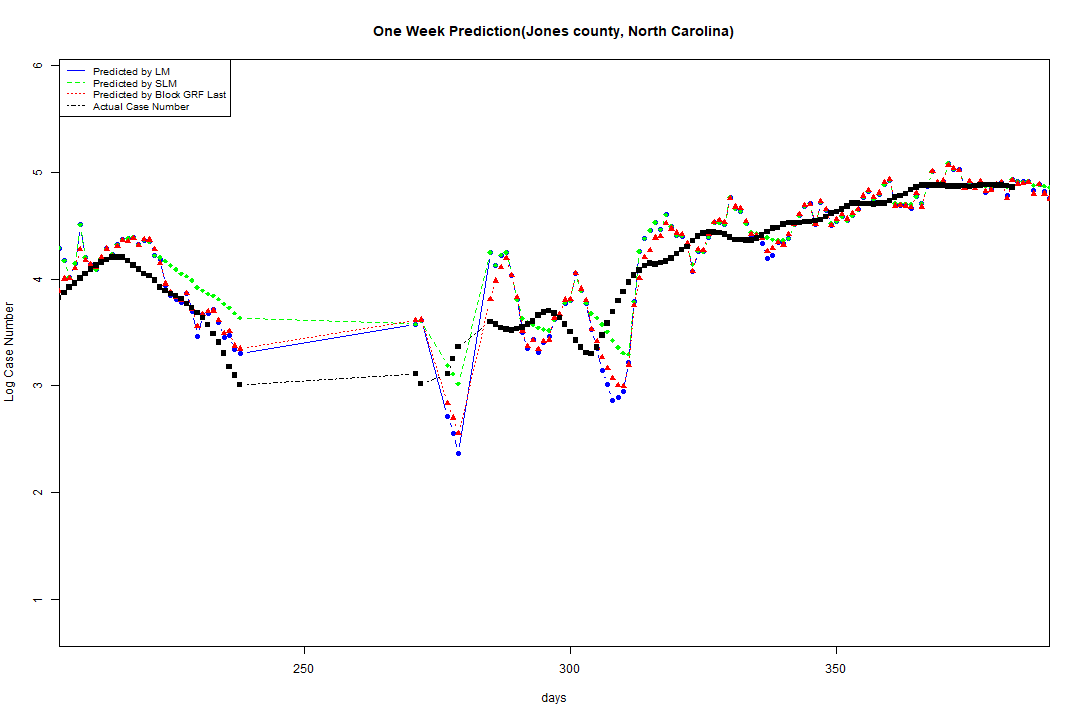 One Week Prediction(Jones county, North Carolina)
Predicted by LM
Predicted by SLM
Predicted by Block GRF Last
Actual Case Number
6
5
4
3
2
1
Log Case Number
250
300
350
days